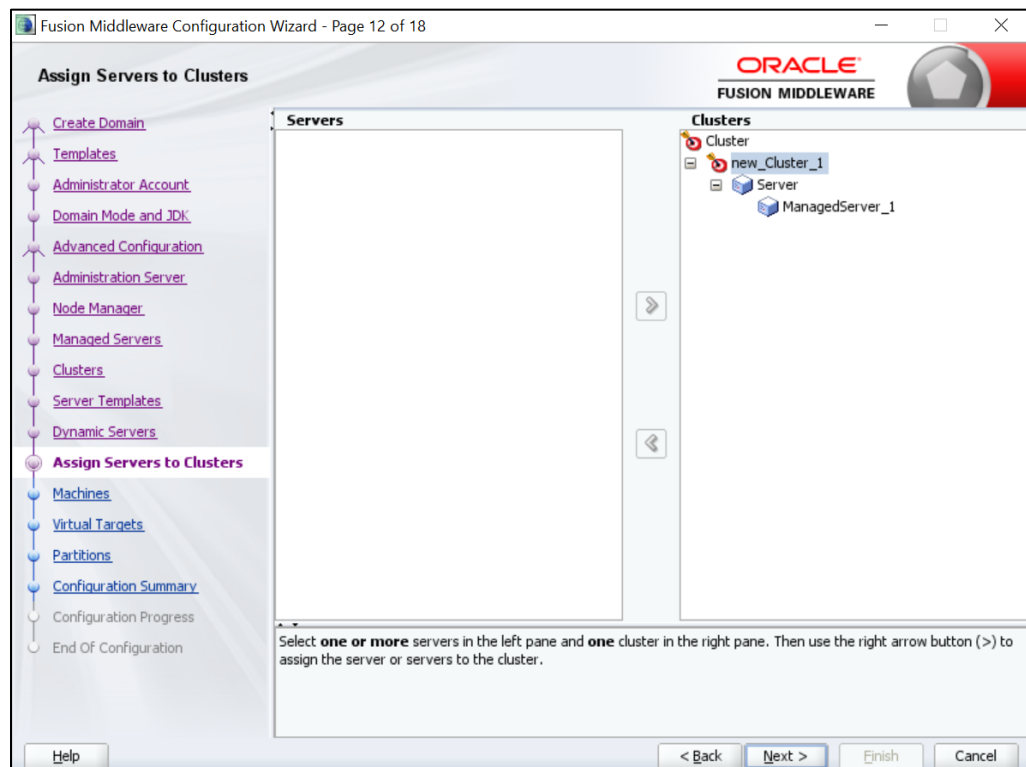 Fusion Middleware Configuration Wizard - Page 12 of 18
Assign Servers to Clusters
ORACLE
FUSION MIDDLEWARE
Create Domain
Templates
Administrator Account
Domain Mode and JDK
Advanced Configuration
Administration Server
Node Manager
Managed Servers
Clusters
Server Templates
Dynamic Servers
Assign Servers to Clusters
Machines
Virtual Targets
Partitions
Configuration Summary
Configuration Progress
End Of Configuration
Servers
Clusters
Cluster
new_Cluster_1
Server
ManagedServer_1
Select one or more servers in the left pane and one cluster in the right pane. Then use the right arrow button (>) to
assign the server or servers to the cluster.
Help
< Back
Next >
Finish
Cancel